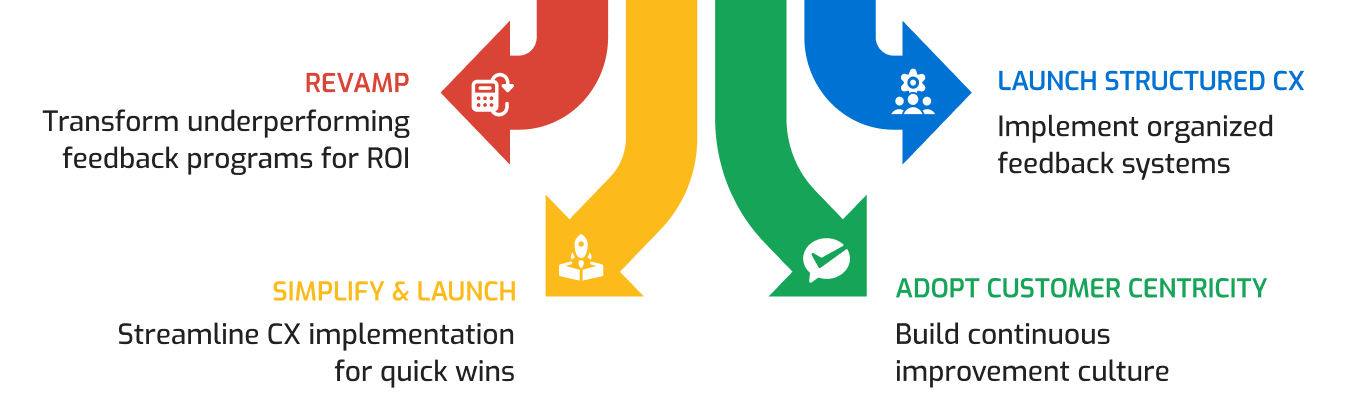 REVAMP
Transform underperforming
feedback programs for ROI
LAUNCH STRUCTURED CX
Implement organized
feedback systems
SIMPLIFY & LAUNCH
Streamline CX implementation
for quick wins
ADOPT CUSTOMER CENTRICITY
Build continuous
improvement culture